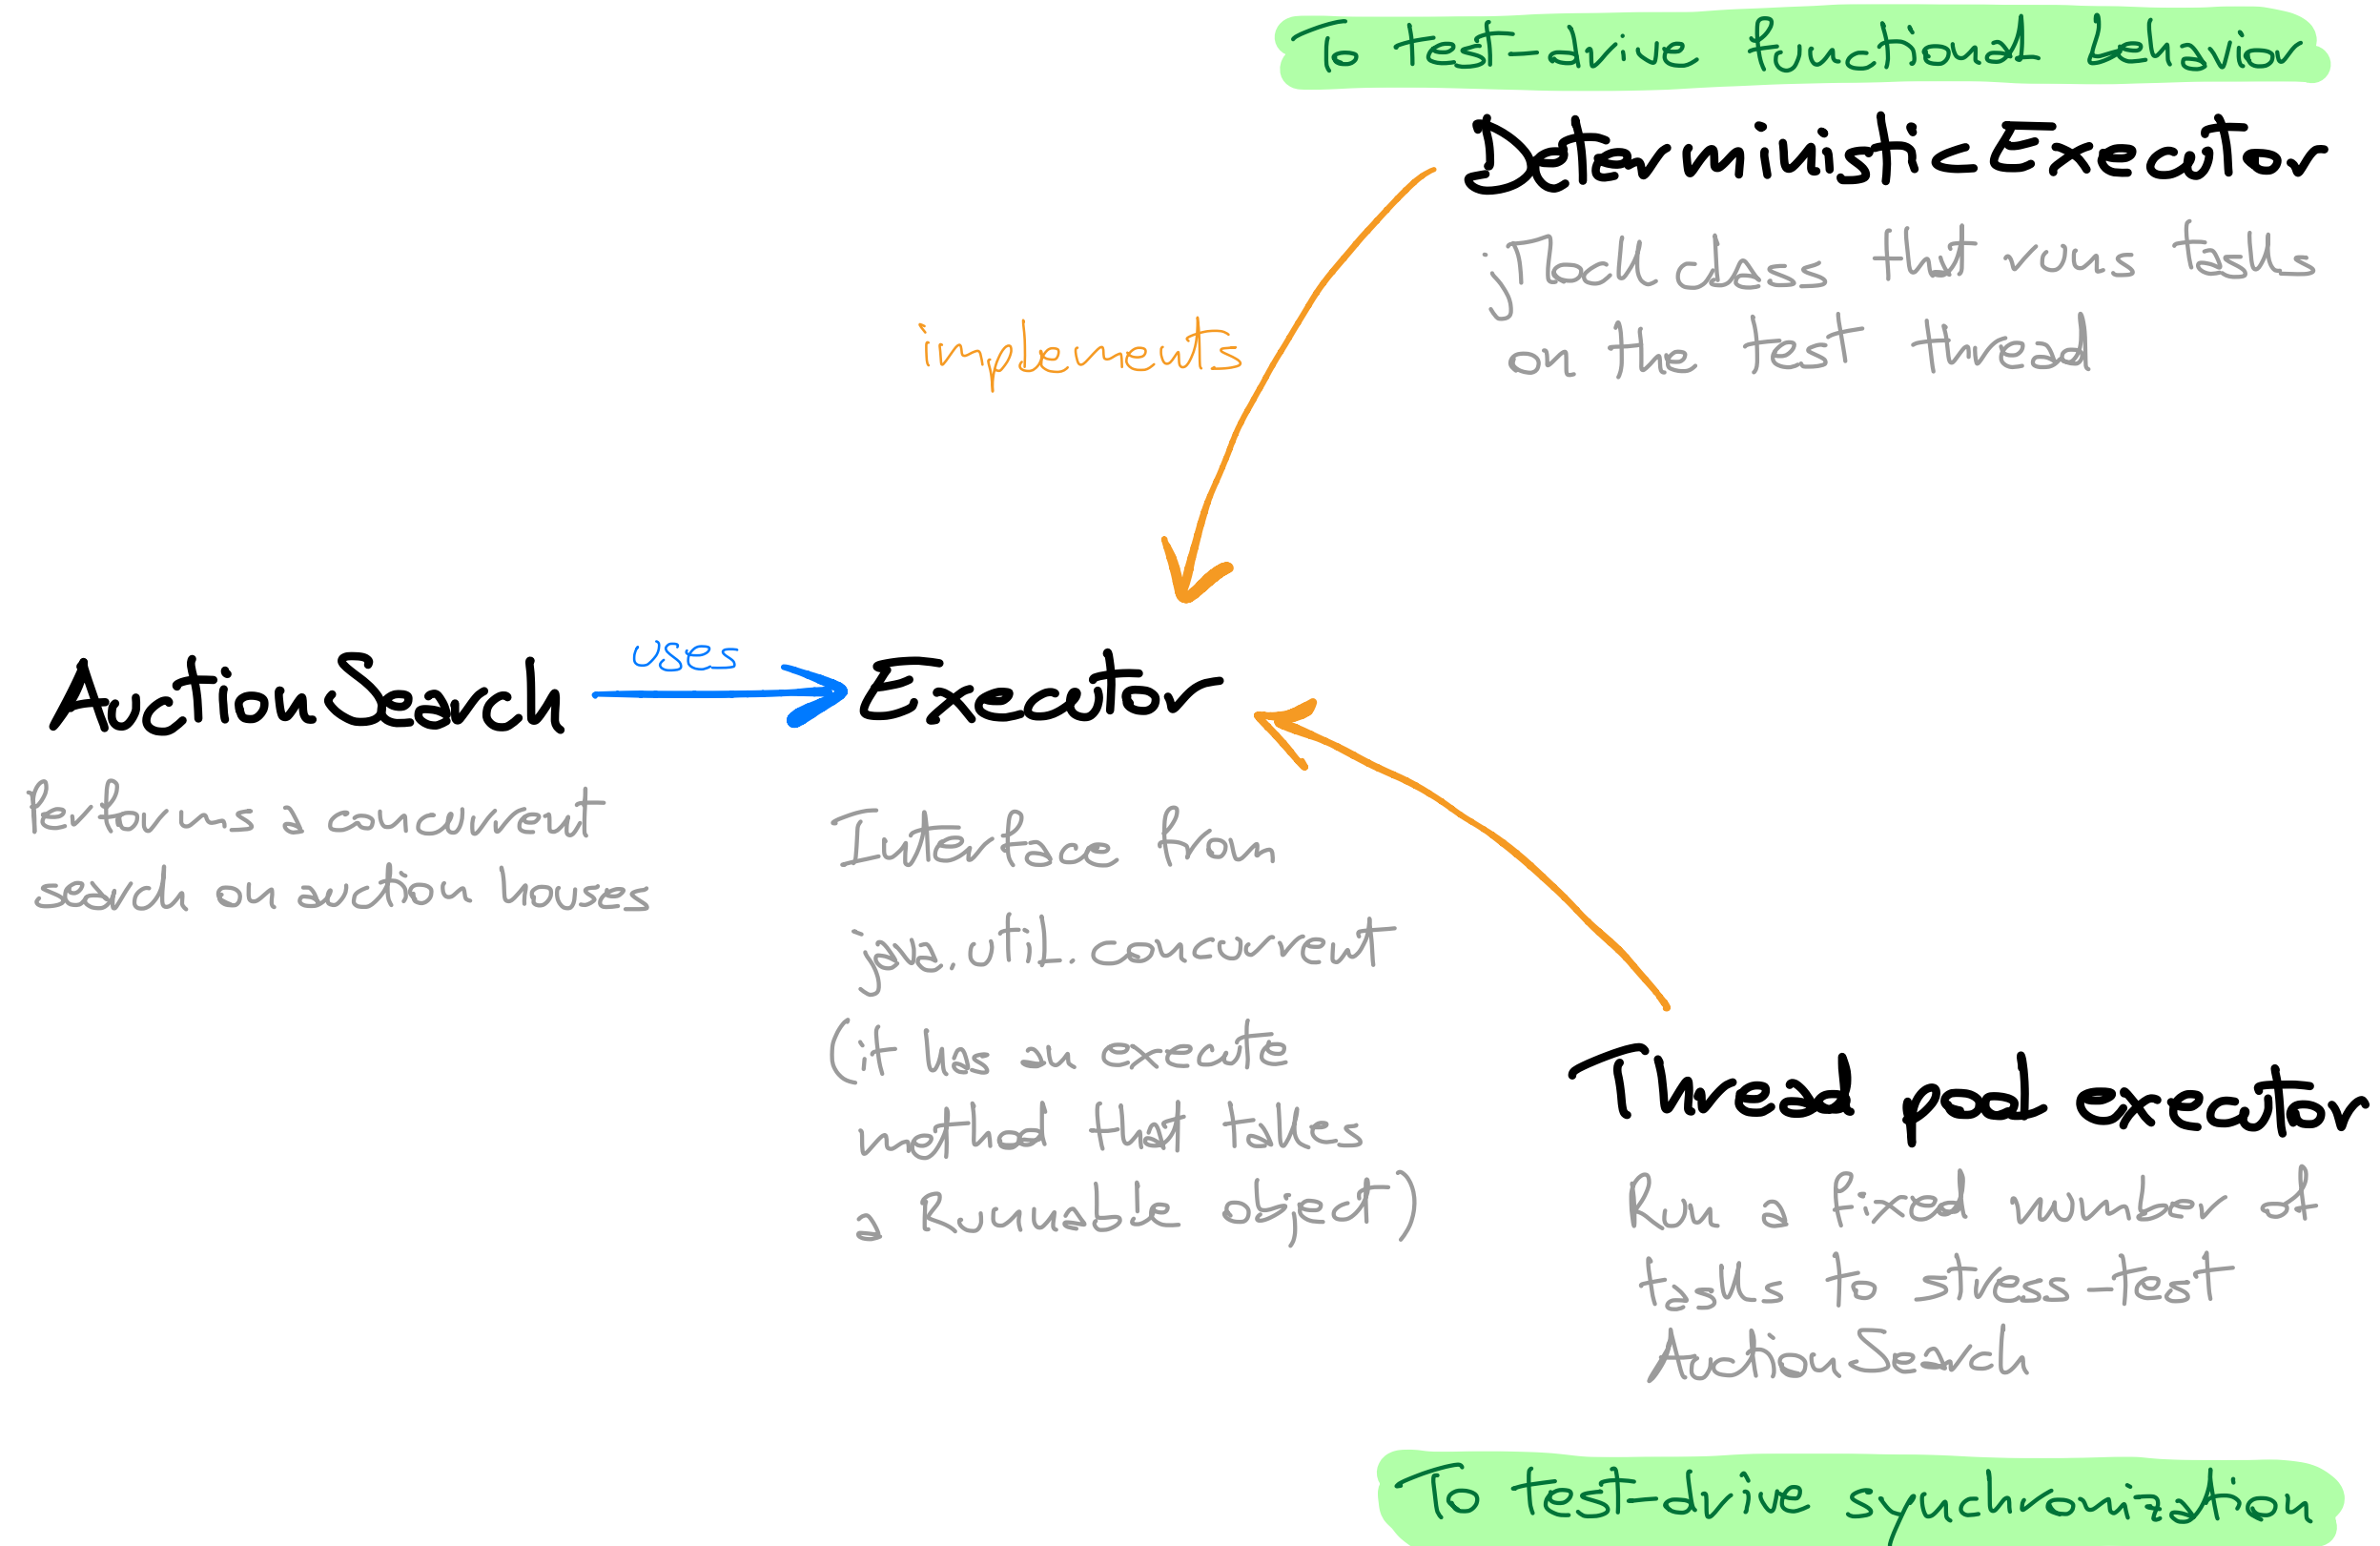 To test-drive functional behavior
DeterministicExecutor
jMock class that runs tasks
on the test thread
implements
AuctionSearch
uses
Executor
Performs a concurrent
search on auction houses
Interface from
java.util.concurrent
(it has an execute
method that takes
a Runnable object)
Thread pool executor
Run a fixed number of
tasks to stress-test
AuctionSearch
To test-drive synchronization